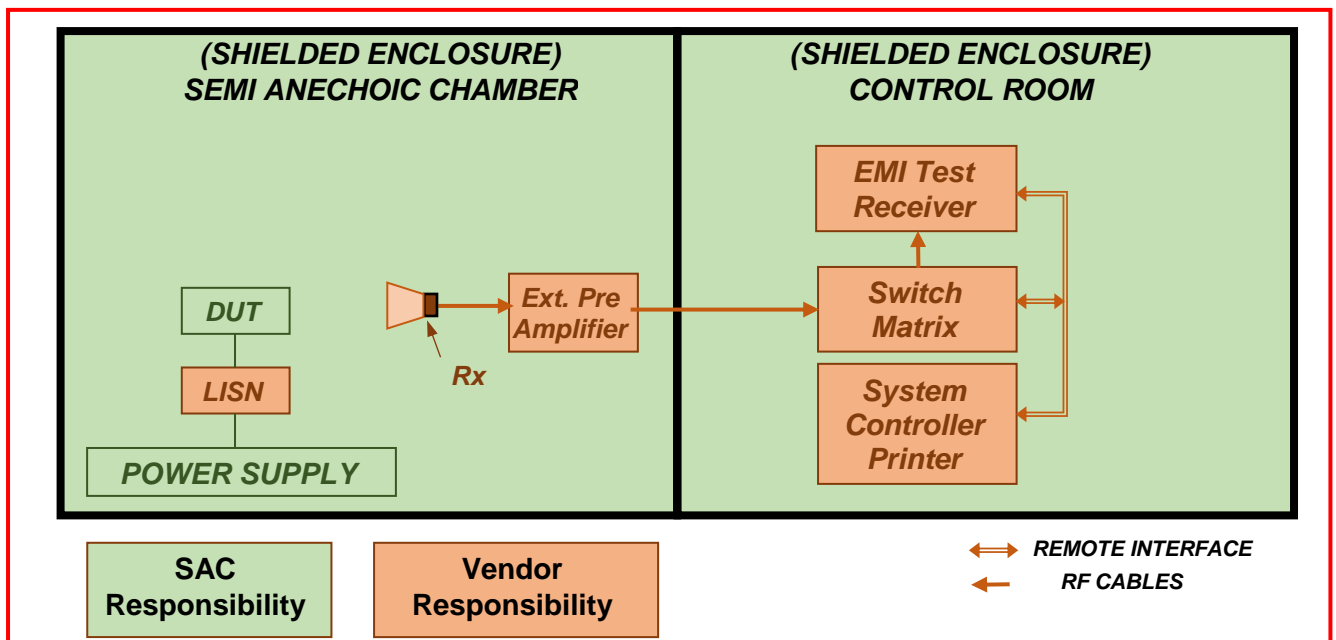 (SHIELDED ENCLOSURE)
SEMI ANECHOIC CHAMBER
(SHIELDED ENCLOSURE)
CONTROL ROOM
EMI Test
Receiver
DUT
Ext. Pre
Amplifier
Switch
Matrix
Rx
LISN
System
Controller
Printer
POWER SUPPLY
SAC
Responsibility
Vendor
Responsibility
REMOTE INTERFACE
RF CABLES